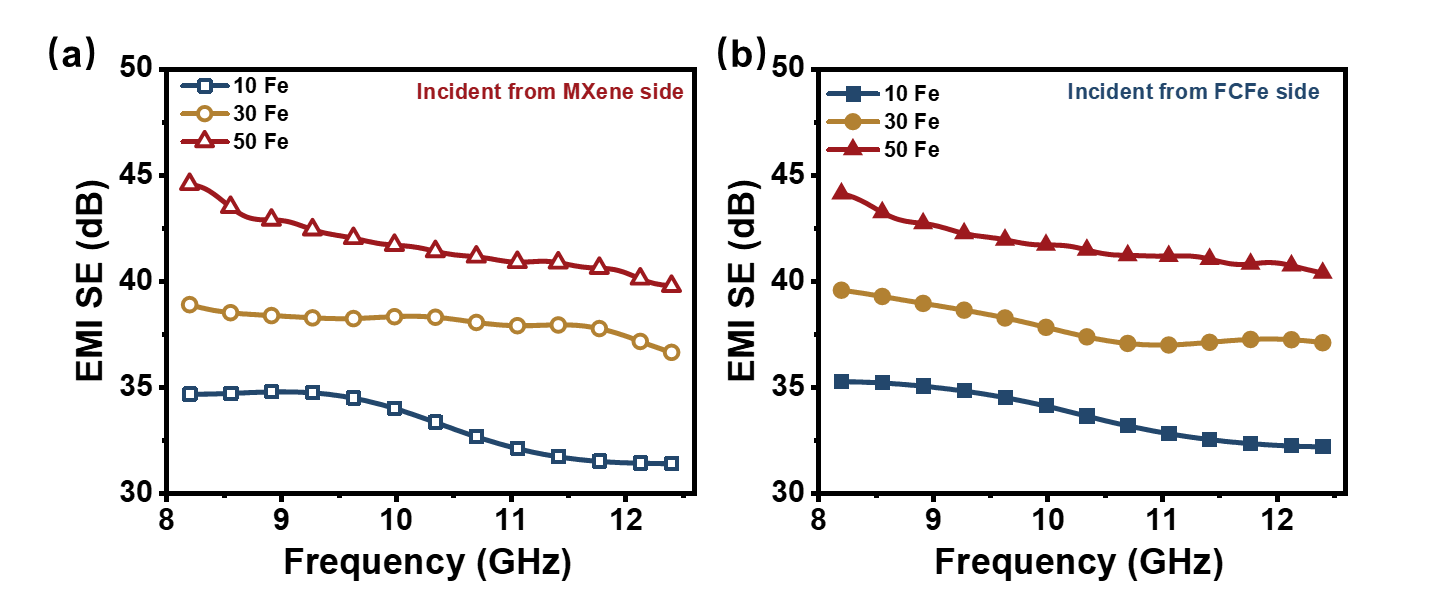 (a)
50
45
40
35
30
EMI SE (dB)
10 Fe
30 Fe
50 Fe
Incident from MXene side
8
9
10
11
12
Frequency (GHz)
(b)
50
45
40
35
30
EMI SE (dB)
10 Fe
30 Fe
50 Fe
Incident from FCFe side
8
9
10
11
12
Frequency (GHz)